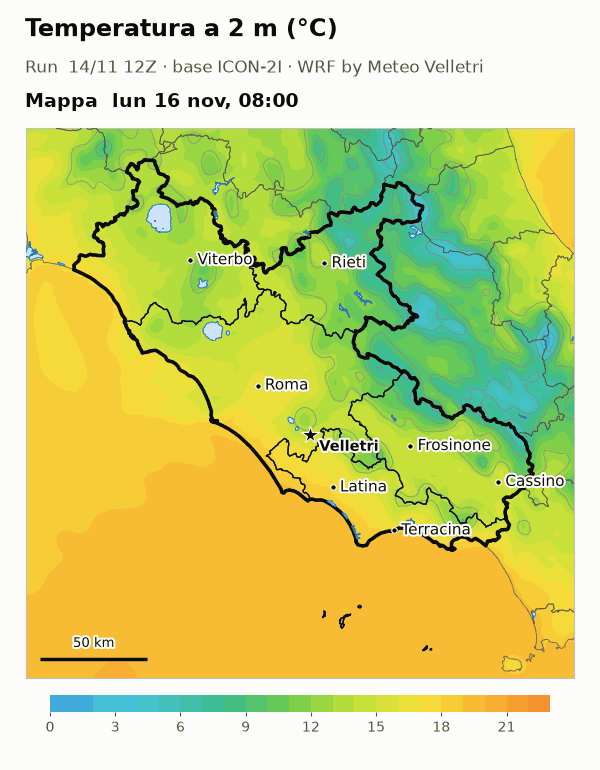 Temperatura a 2 m (°C)
Run  14/11 12Z · base ICON-2I · WRF by Meteo Velletri
Mappa  lun 16 nov, 08:00
Viterbo
Rieti
Roma
Velletri
Frosinone
Cassino
Latina
Terracina
50 km
0 3 6 9 12 15 18 21